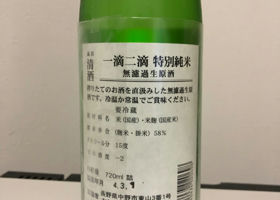 清酒
一滴二滴 特別純米
無濾過生原酒
搾りたてのお酒を直汲みした無濾過生原
酒です。冷温か常温でご賞味ください。
要冷蔵
原材料 米(国産)・米麹(国産米)
精米歩合 (麹米・掛米) 58%
アルコール分 15度
日本酒度 -2
720ml 詰
製造年月 4.3.
長野県中野市東山3番1号